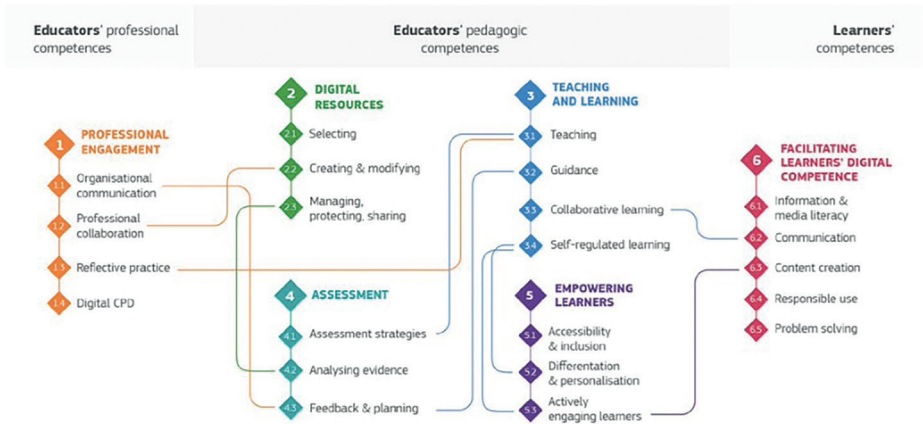 Educators' professional
competences
Educators' pedagogic
competences
Learners'
competences
1
PROFESSIONAL
ENGAGEMENT
1.1
Organisational
communication
1.2
Professional
collaboration
1.3
Reflective practice
1.4
Digital CPD
2
DIGITAL
RESOURCES
2.1
Selecting
2.2
Creating & modifying
2.3
Managing,
protecting, sharing
4
ASSESSMENT
4.1
Assessment strategies
4.2
Analysing evidence
4.3
Feedback & planning
3
TEACHING
AND LEARNING
3.1
Teaching
3.2
Guidance
3.3
Collaborative learning
3.4
Self-regulated learning
5
EMPOWERING
LEARNERS
5.1
Accessibility
& inclusion
5.2
Differentation
& personalisation
5.3
Actively
engaging learners
6
FACILITATING
LEARNERS' DIGITAL
COMPETENCE
6.1
Information &
media literacy
6.2
Communication
6.3
Content creation
6.4
Responsible use
6.5
Problem solving